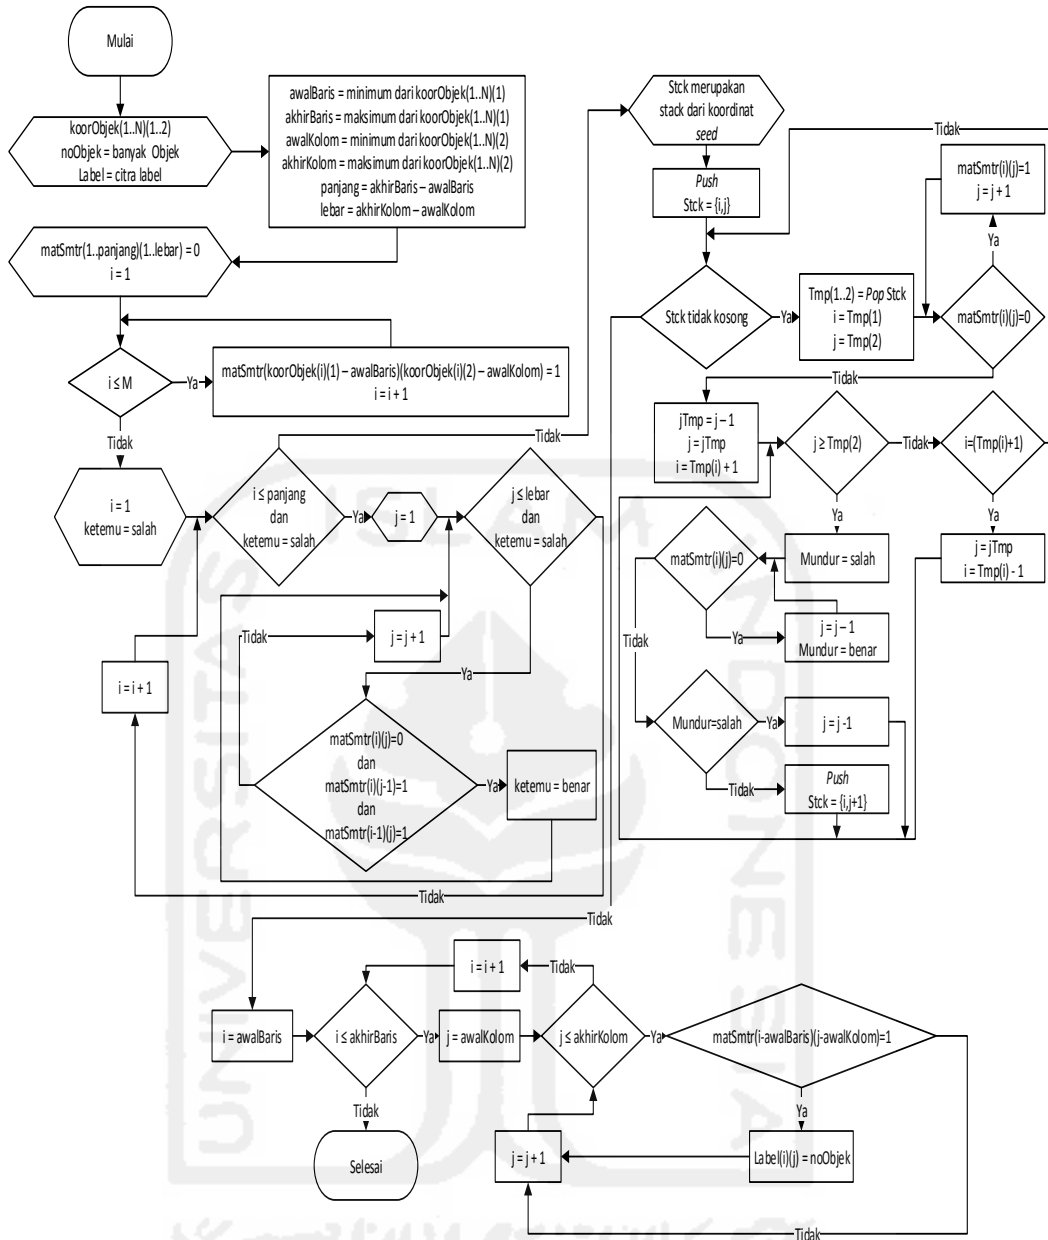 Mulai
koorObjek(1..N)(1..2)
noObjek = banyak Objek
Label = citra label
awalBaris = minimum dari koorObjek(1..N)(1)
akhirBaris = maksimum dari koorObjek(1..N)(1)
awalKolom = minimum dari koorObjek(1..N)(2)
akhirKolom = maksimum dari koorObjek(1..N)(2)
panjang = akhirBaris – awalBaris
lebar = akhirKolom – awalKolom
matSmtr(1..panjang)(1..lebar) = 0
i = 1
i ≤ M
Ya
matSmtr(koorObjek(i)(1) – awalBaris)(koorObjek(i)(2) – awalKolom) = 1
i = i + 1
Tidak
i = 1
ketemu = salah
i ≤ panjang
dan
ketemu = salah
Tidak
Ya
j = 1
j ≤ lebar
dan
ketemu = salah
Tidak
j = j + 1
i = i + 1
Ya
matSmtr(i)(j)=0
dan
matSmtr(i)(j-1)=1
dan
matSmtr(i-1)(j)=1
Ya
ketemu = benar
Tidak
Stck merupakan
stack dari koordinat
seed
Push
Stck = {i,j}
Stck tidak kosong
Ya
Tmp(1..2) = Pop Stck
i = Tmp(1)
j = Tmp(2)
Tidak
matSmtr(i)(j)=1
j = j + 1
Ya
matSmtr(i)(j)=0
Tidak
jTmp = j – 1
j = jTmp
i = Tmp(i) + 1
j ≥ Tmp(2)
Tidak
i=(Tmp(i)+1)
Ya
Ya
matSmtr(i)(j)=0
Mundur = salah
j = jTmp
i = Tmp(i) - 1
Tidak
Ya
j = j – 1
Mundur = benar
Mundur=salah
Ya
j = j -1
Tidak
Push
Stck = {i,j+1}
Tidak
i = i + 1
Tidak
i = awalBaris
i ≤ akhirBaris
Ya
j = awalKolom
j ≤ akhirKolom
Ya
matSmtr(i-awalBaris)(j-awalKolom)=1
Tidak
Ya
Selesai
j = j + 1
Label(i)(j) = noObjek
Tidak
UNIVERSITAS
ISLAM
INDONESIA